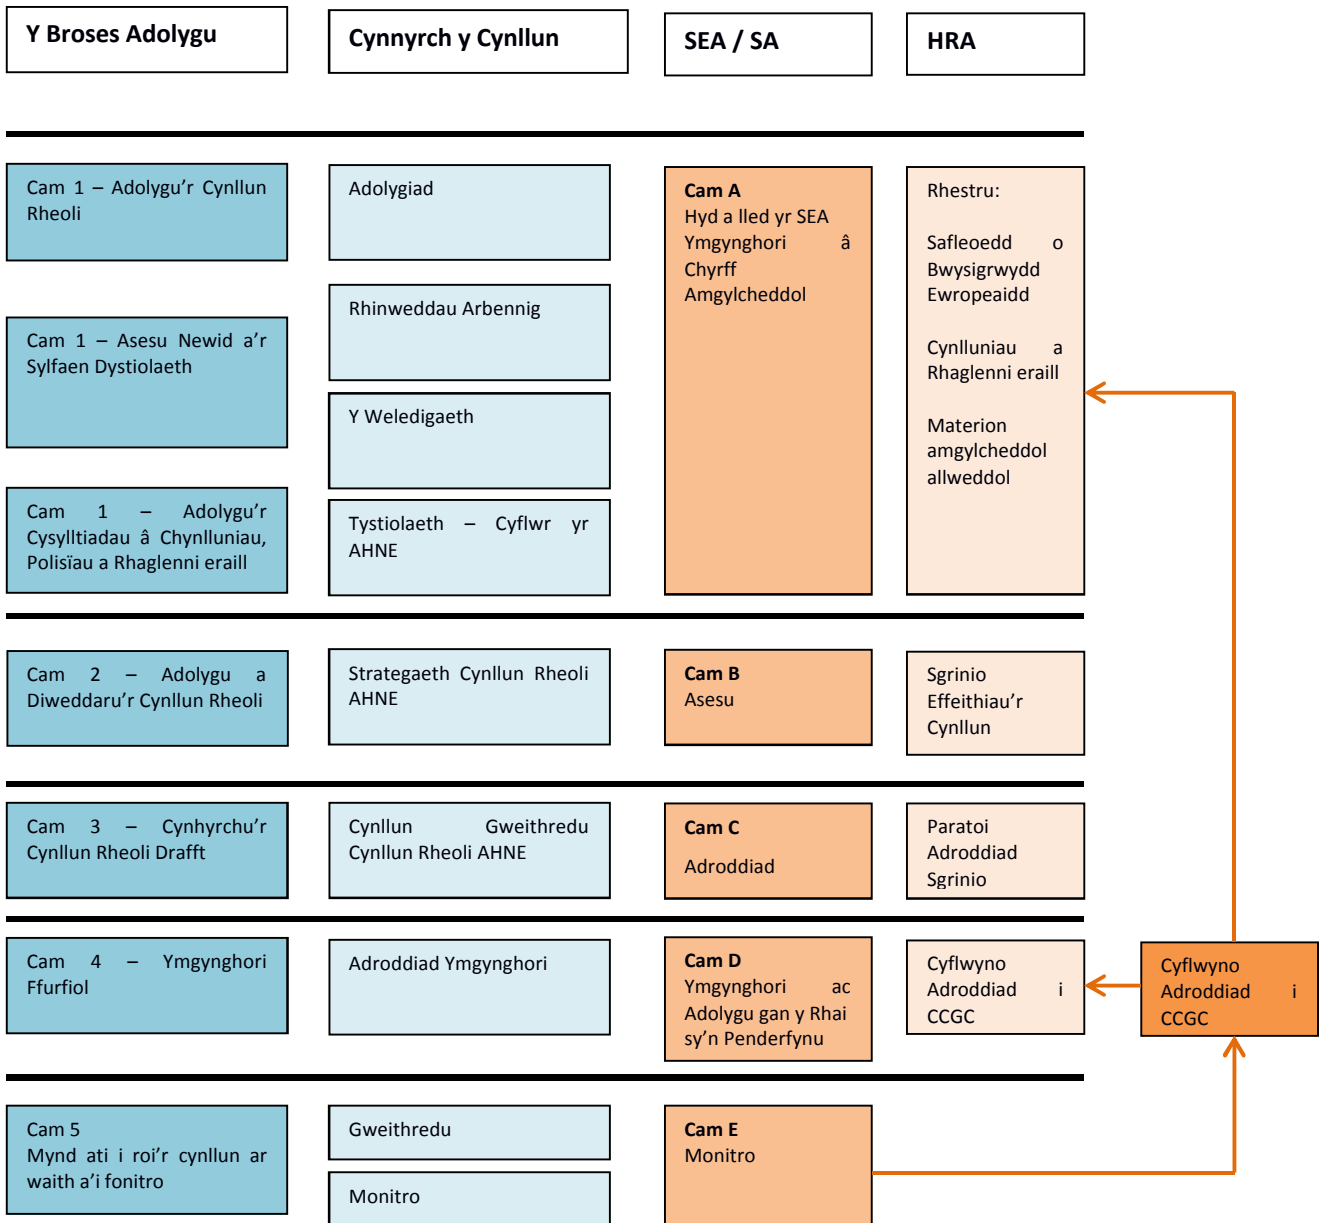 Y Broses Adolygu
Cynnyrch y Cynllun
SEA / SA
HRA
Cam 1 – Adolygu’r Cynllun
Rheoli
Adolygiad
Cam A
Hyd a lled yr SEA
Ymgynghori â
Chyrff
Amgylcheddol
Rhestru:
Safleoedd o
Bwysigrwydd
Ewropeaidd
Cynlluniau a
Rhaglenni eraill
Materion
amgylcheddol
allweddol
Rhinweddau Arbennig
Cam 1 – Asesu Newid a’r
Sylfaen Dystiolaeth
Y Weledigaeth
Cam 1 – Adolygu’r
Cysylltiadau â Chynlluniau,
Polisïau a Rhaglenni eraill
Tystiolaeth – Cyflwr yr
AHNE
Cam 2 – Adolygu a
Diweddaru’r Cynllun Rheoli
Strategaeth Cynllun Rheoli
AHNE
Cam B
Asesu
Sgrinio
Effeithiau’r
Cynllun
Cam 3 – Cynhyrchu’r
Cynllun Rheoli Drafft
Cynllun Gweithredu
Cynllun Rheoli AHNE
Cam C
Adroddiad
Paratoi
Adroddiad
Sgrinio
Cam 4 – Ymgynghori
Ffurfiol
Adroddiad Ymgynghori
Cam D
Ymgynghori ac
Adolygu gan y Rhai
sy’n Penderfynu
Cyflwyno
Adroddiad i
CCGC
Cyflwyno
Adroddiad i
CCGC
Cam 5
Mynd ati i roi’r cynllun ar
waith a’i fonitro
Gweithredu
Monitro
Cam E
Monitro